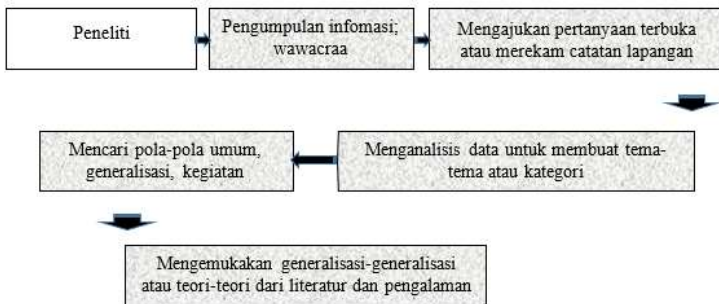 Peneliti
Pengumpulan infomasi;
wawacraa
Mengajukan pertanyaan terbuka
atau merekam catatan lapangan
Menganalisis data untuk membuat tema-
tema atau kategori
Mencari pola-pola umum,
generalisasi, kegiatan
Mengemukakan generalisasi-generalisasi
atau teori-teori dari literatur dan pengalaman